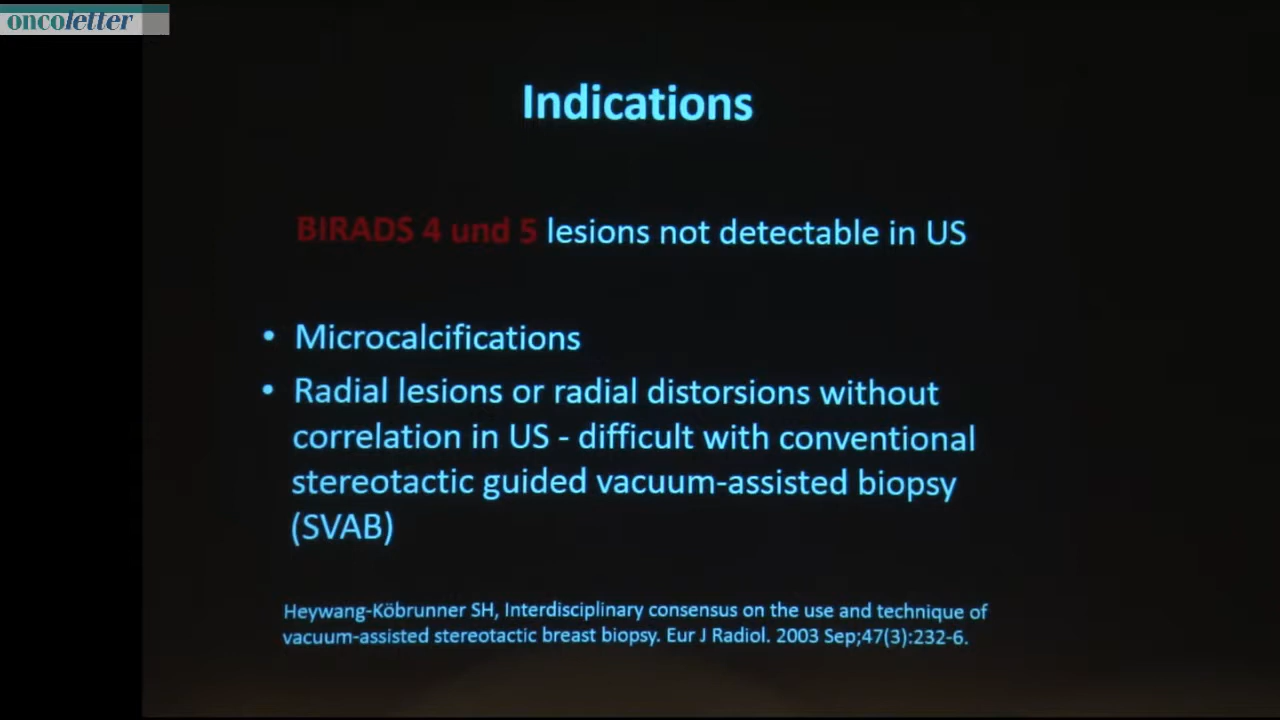 oncoletter
Indications
BIRADS 4 und 5 lesions not detectable in US
• Microcalcifications
• Radial lesions or radial distorsions without
correlation in US - difficult with conventional
stereotactic guided vacuum-assisted biopsy
(SVAB)
Heywang-Köbrunner SH, Interdisciplinary consensus on the use and technique of
vacuum-assisted stereotactic breast biopsy. Eur J Radiol. 2003 Sep;47(3):232-6.